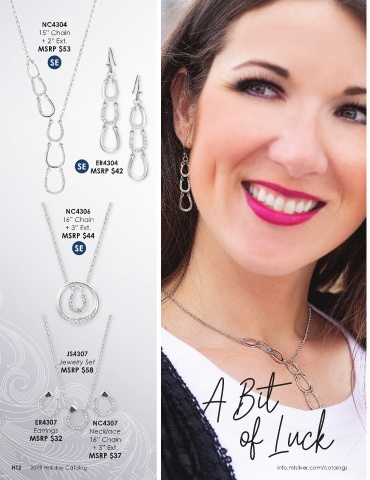 NC4304
15" Chain
+ 2" Ext.
MSRP $53
SE
SE
ER4304
MSRP $42
NC4306
16" Chain
+ 3" Ext.
MSRP $44
SE
JS4307
Jewelry Set
MSRP $58
ER4307
Earrings
MSRP $32
NC4307
Necklace
16" Chain
+ 3" Ext.
MSRP $37
H12 2019 Holiday Catalog
A Bit
of Luck
info.mtsilver.com/catalogs